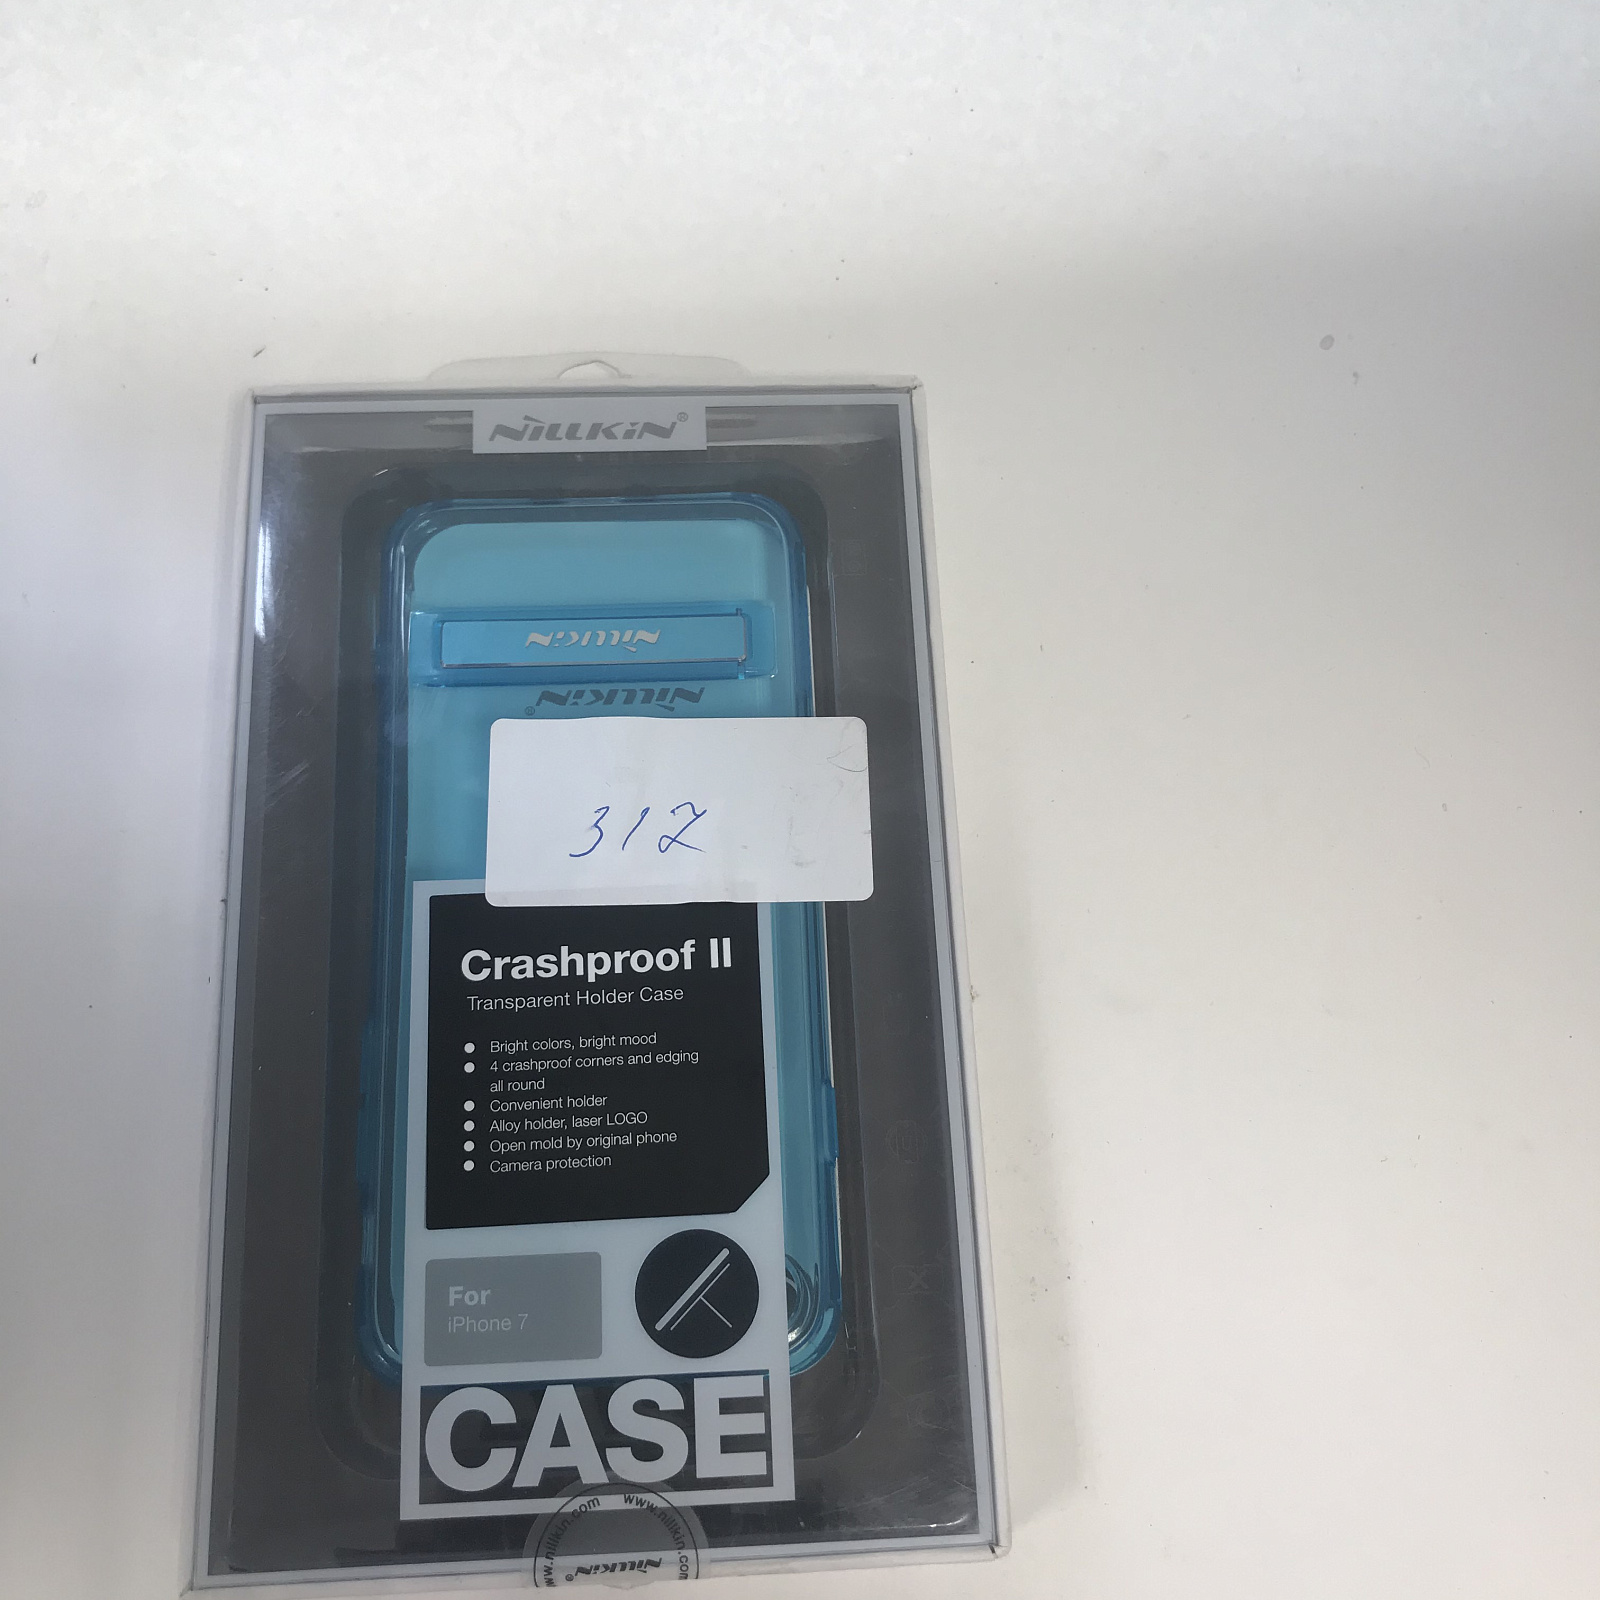 NILLKIN®
NILLKIN
NILLKIN®
312
Crashproof II
Transparent Holder Case
Bright colors, bright mood
4 crashproof corners and edging
all round
Convenient holder
Alloy holder, laser LOGO
Open mold by original phone
Camera protection
For
iPhone 7
CASE
www.nillkin.com www.nillkin.com
NILLKIN®